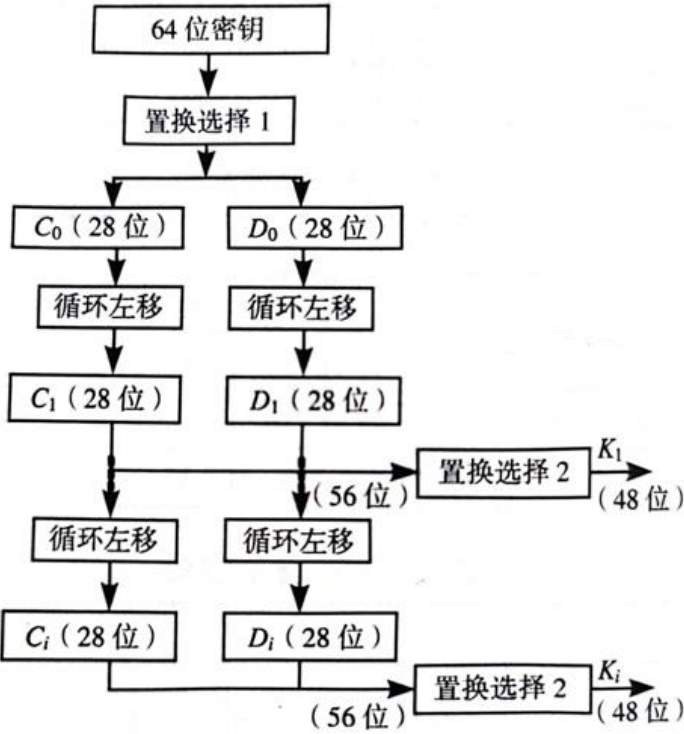 64 位密钥
置换选择 1
C₀（28 位） D₀（28 位）
循环左移 循环左移
C₁（28 位） D₁（28 位）
K₁
置换选择 2
（56 位） （48 位）
循环左移 循环左移
Cᵢ（28 位） Dᵢ（28 位）
Kᵢ
置换选择 2
（56 位） （48 位）